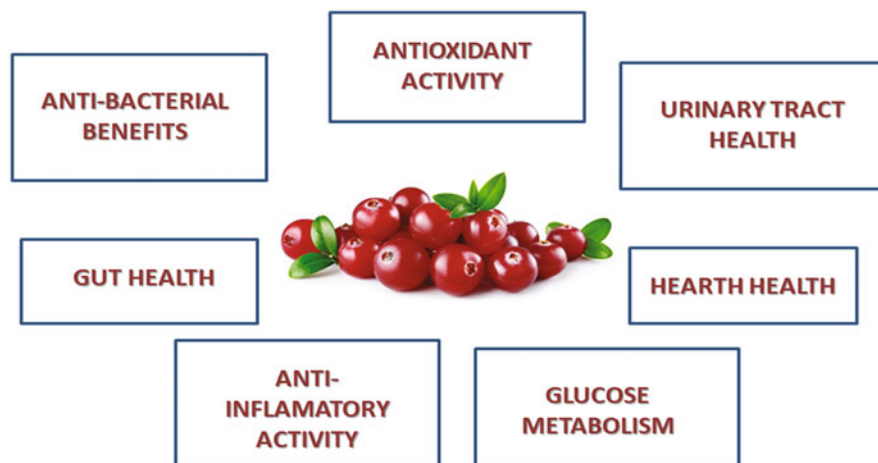 ANTIOXIDANT
ACTIVITY
ANTI-BACTERIAL
BENEFITS
URINARY TRACT
HEALTH
GUT HEALTH
HEARTH HEALTH
ANTI-
INFLAMATORY
ACTIVITY
GLUCOSE
METABOLISM